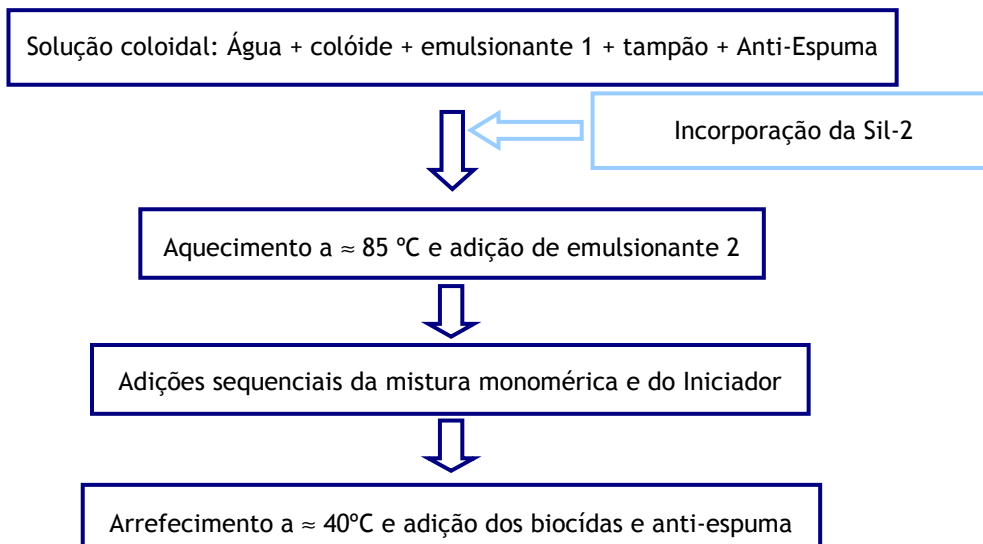 Solução coloidal: Água + colóide + emulsionante 1 + tampão + Anti-Espuma
Incorporação da Sil-2
Aquecimento a ≈ 85 ºC e adição de emulsionante 2
Adições sequenciais da mistura monomérica e do Iniciador
Arrefecimento a ≈ 40ºC e adição dos biocídas e anti-espuma